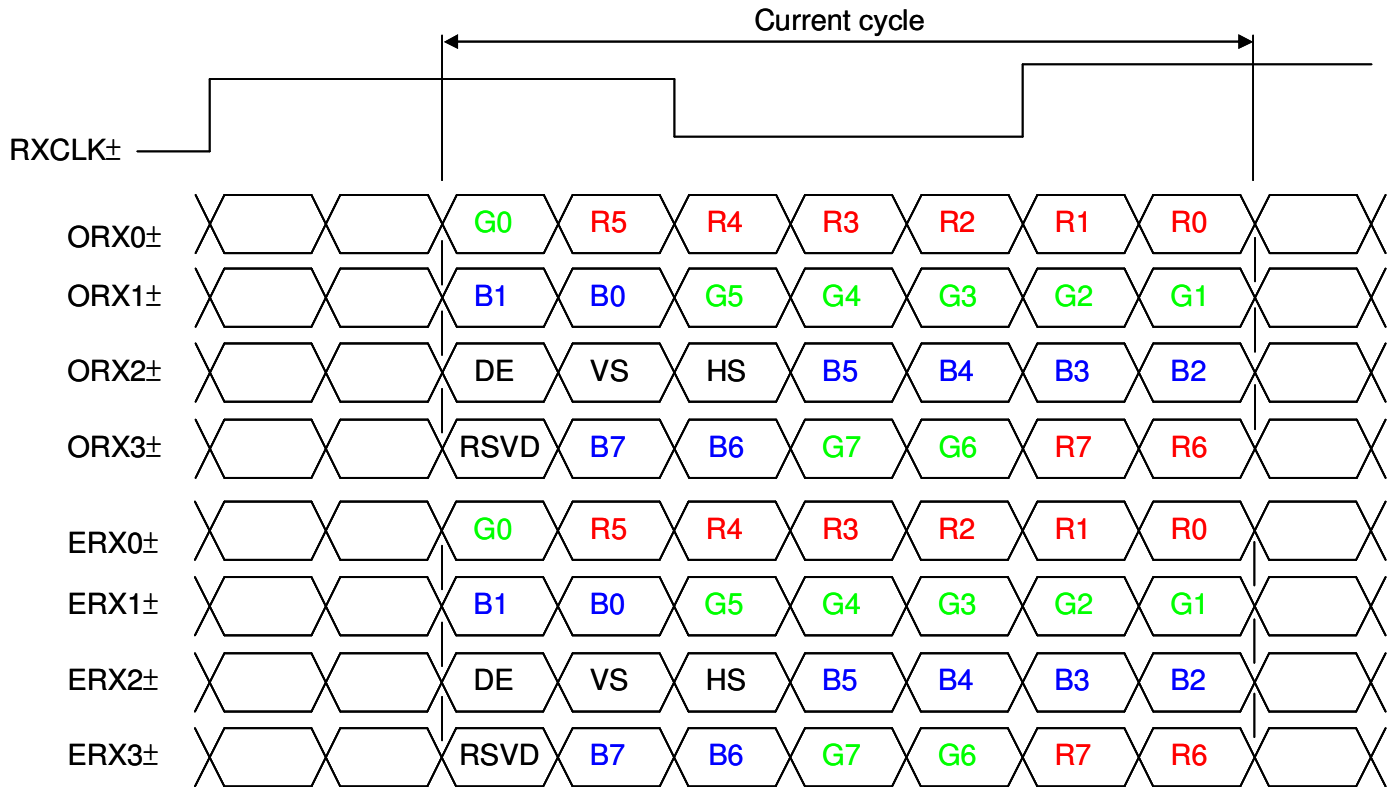 Current cycle
RXCLK±
ORX0± G0 R5 R4 R3 R2 R1 R0
ORX1± B1 B0 G5 G4 G3 G2 G1
ORX2± DE VS HS B5 B4 B3 B2
ORX3± RSVD B7 B6 G7 G6 R7 R6
ERX0± G0 R5 R4 R3 R2 R1 R0
ERX1± B1 B0 G5 G4 G3 G2 G1
ERX2± DE VS HS B5 B4 B3 B2
ERX3± RSVD B7 B6 G7 G6 R7 R6